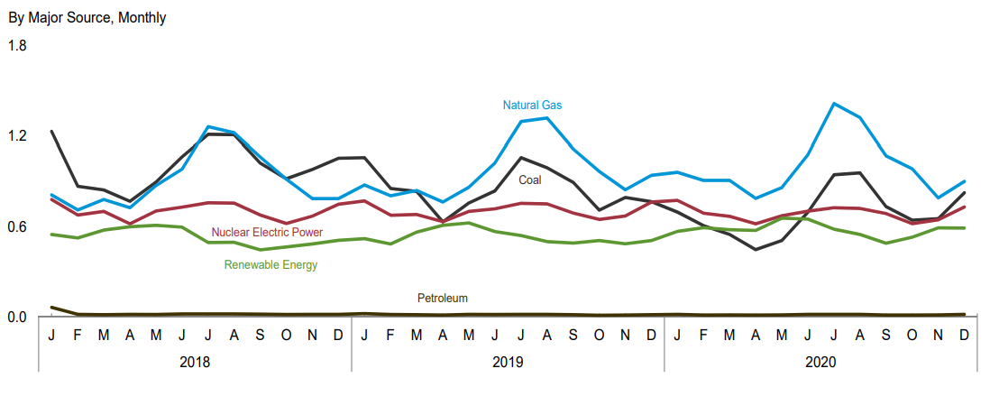 By Major Source, Monthly
1.8
Natural Gas
1.2
Coal
0.6
Nuclear Electric Power
Renewable Energy
Petroleum
0.0
J F M A M J J A S O N D J F M A M J J A S O N D J F M A M J J A S O N D
2018 2019 2020